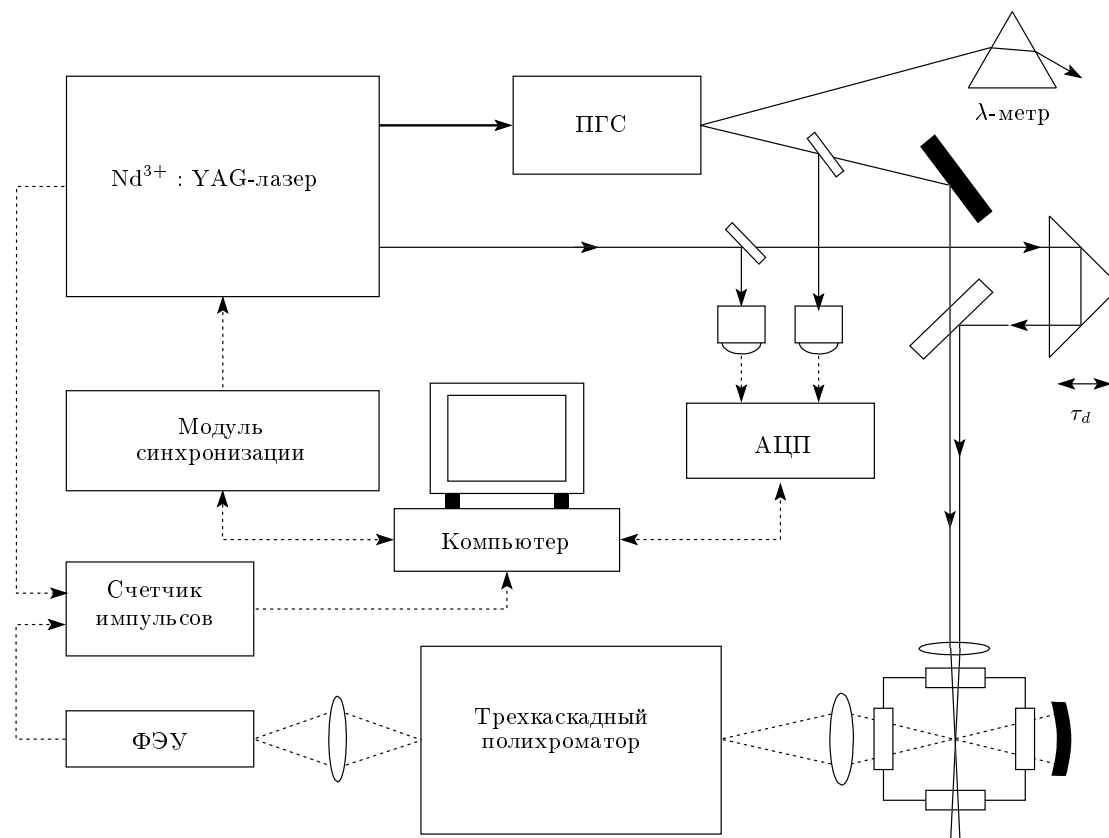 λ-метр
ПГС
Nd³⁺ : YAG-лазер
τd
Модуль
синхронизации
АЦП
Компьютер
Счетчик
импульсов
Трехкаскадный
полихроматор
ФЭУ